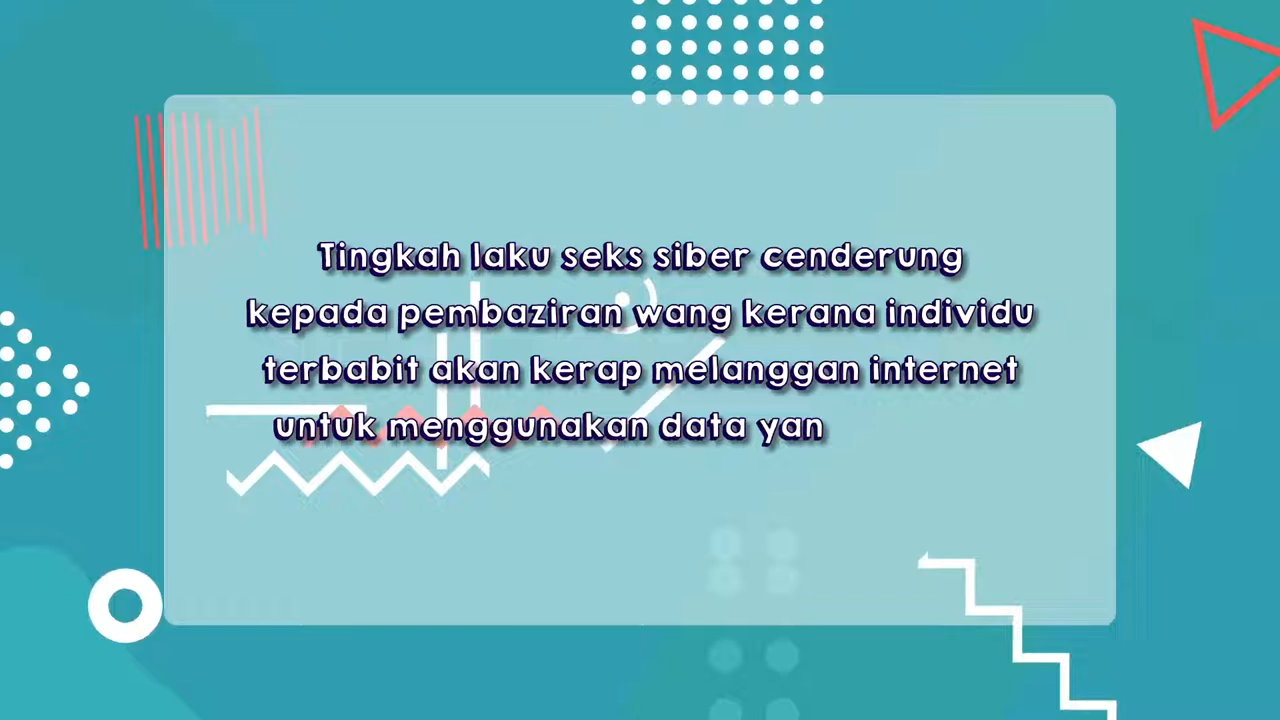 Tingkah laku seks siber cenderung
kepada pembaziran wang kerana individu
terbabit akan kerap melanggan internet
untuk menggunakan data yan